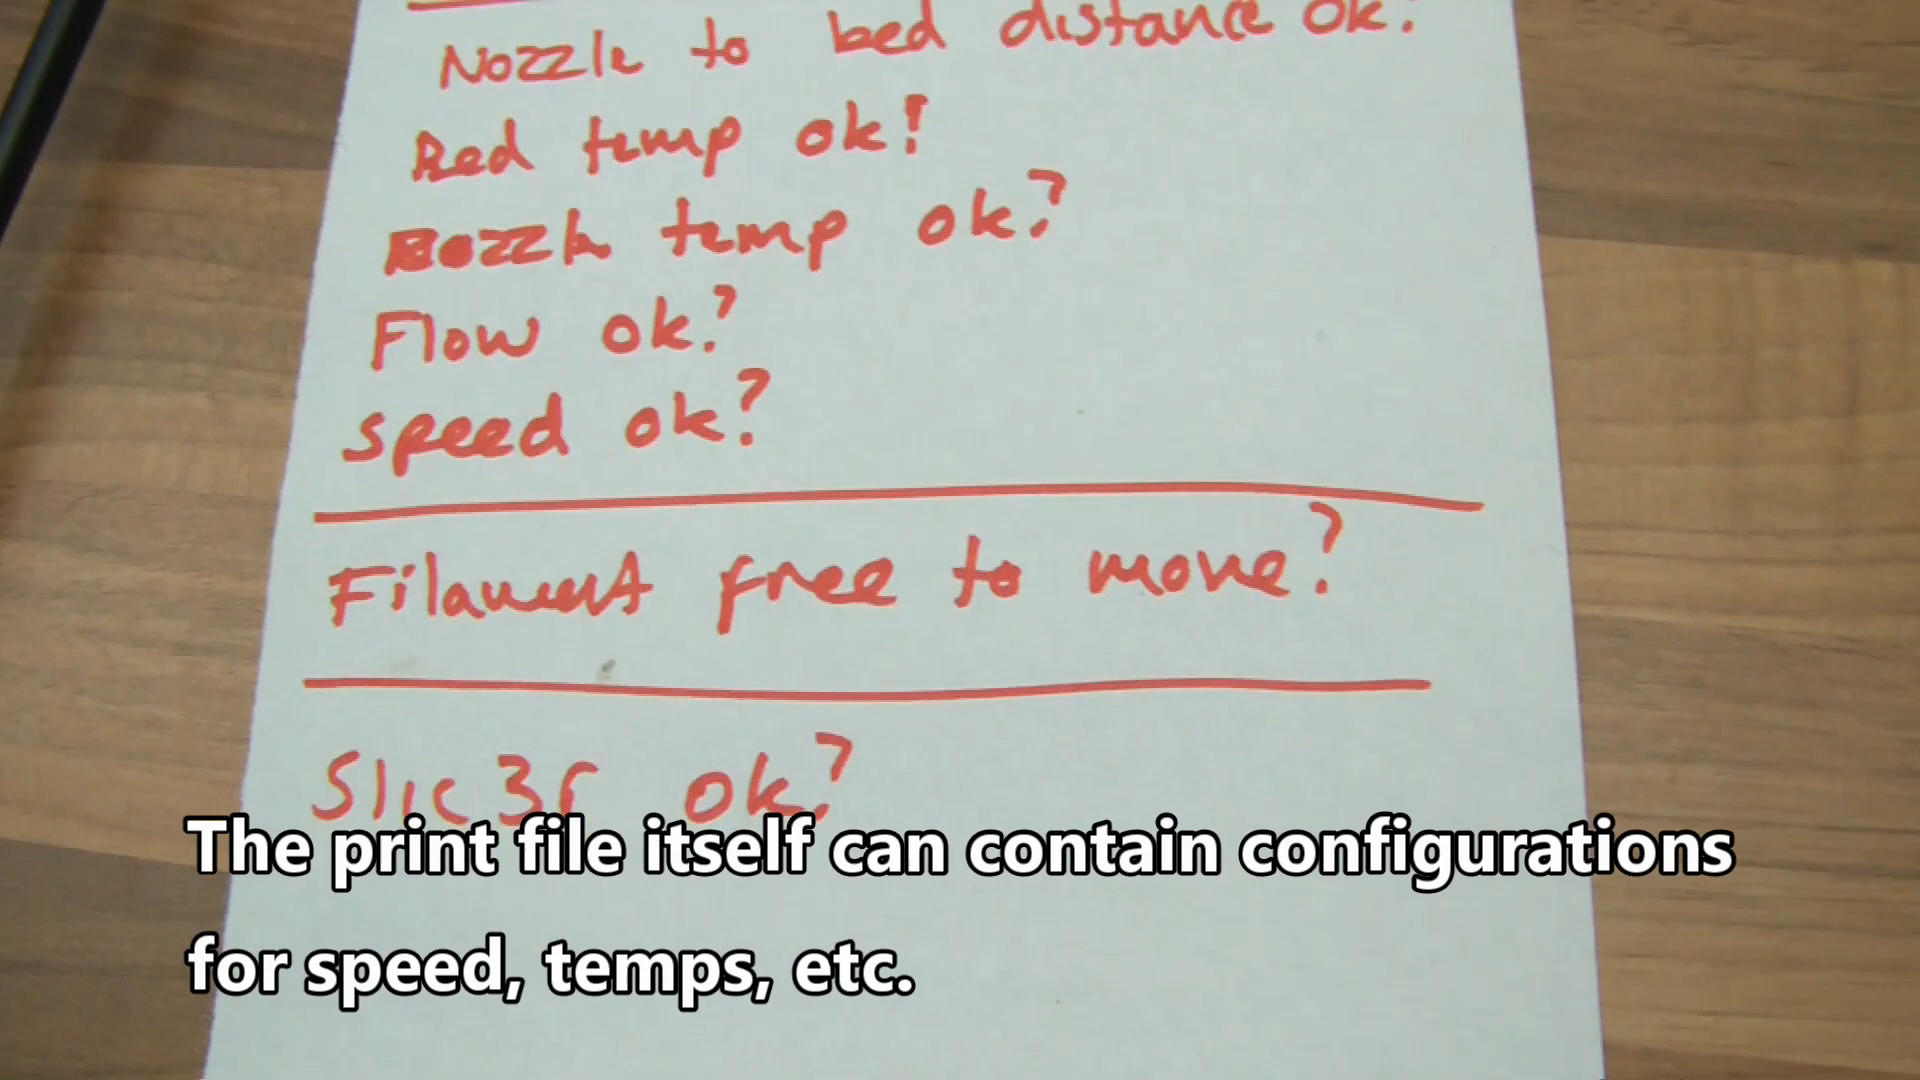 Nozzle to bed distance ok?
Bed temp ok?
Nozzle temp ok?
Flow ok?
speed ok?
Filament free to move?
Slic3r ok?
The print file itself can contain configurations
for speed, temps, etc.